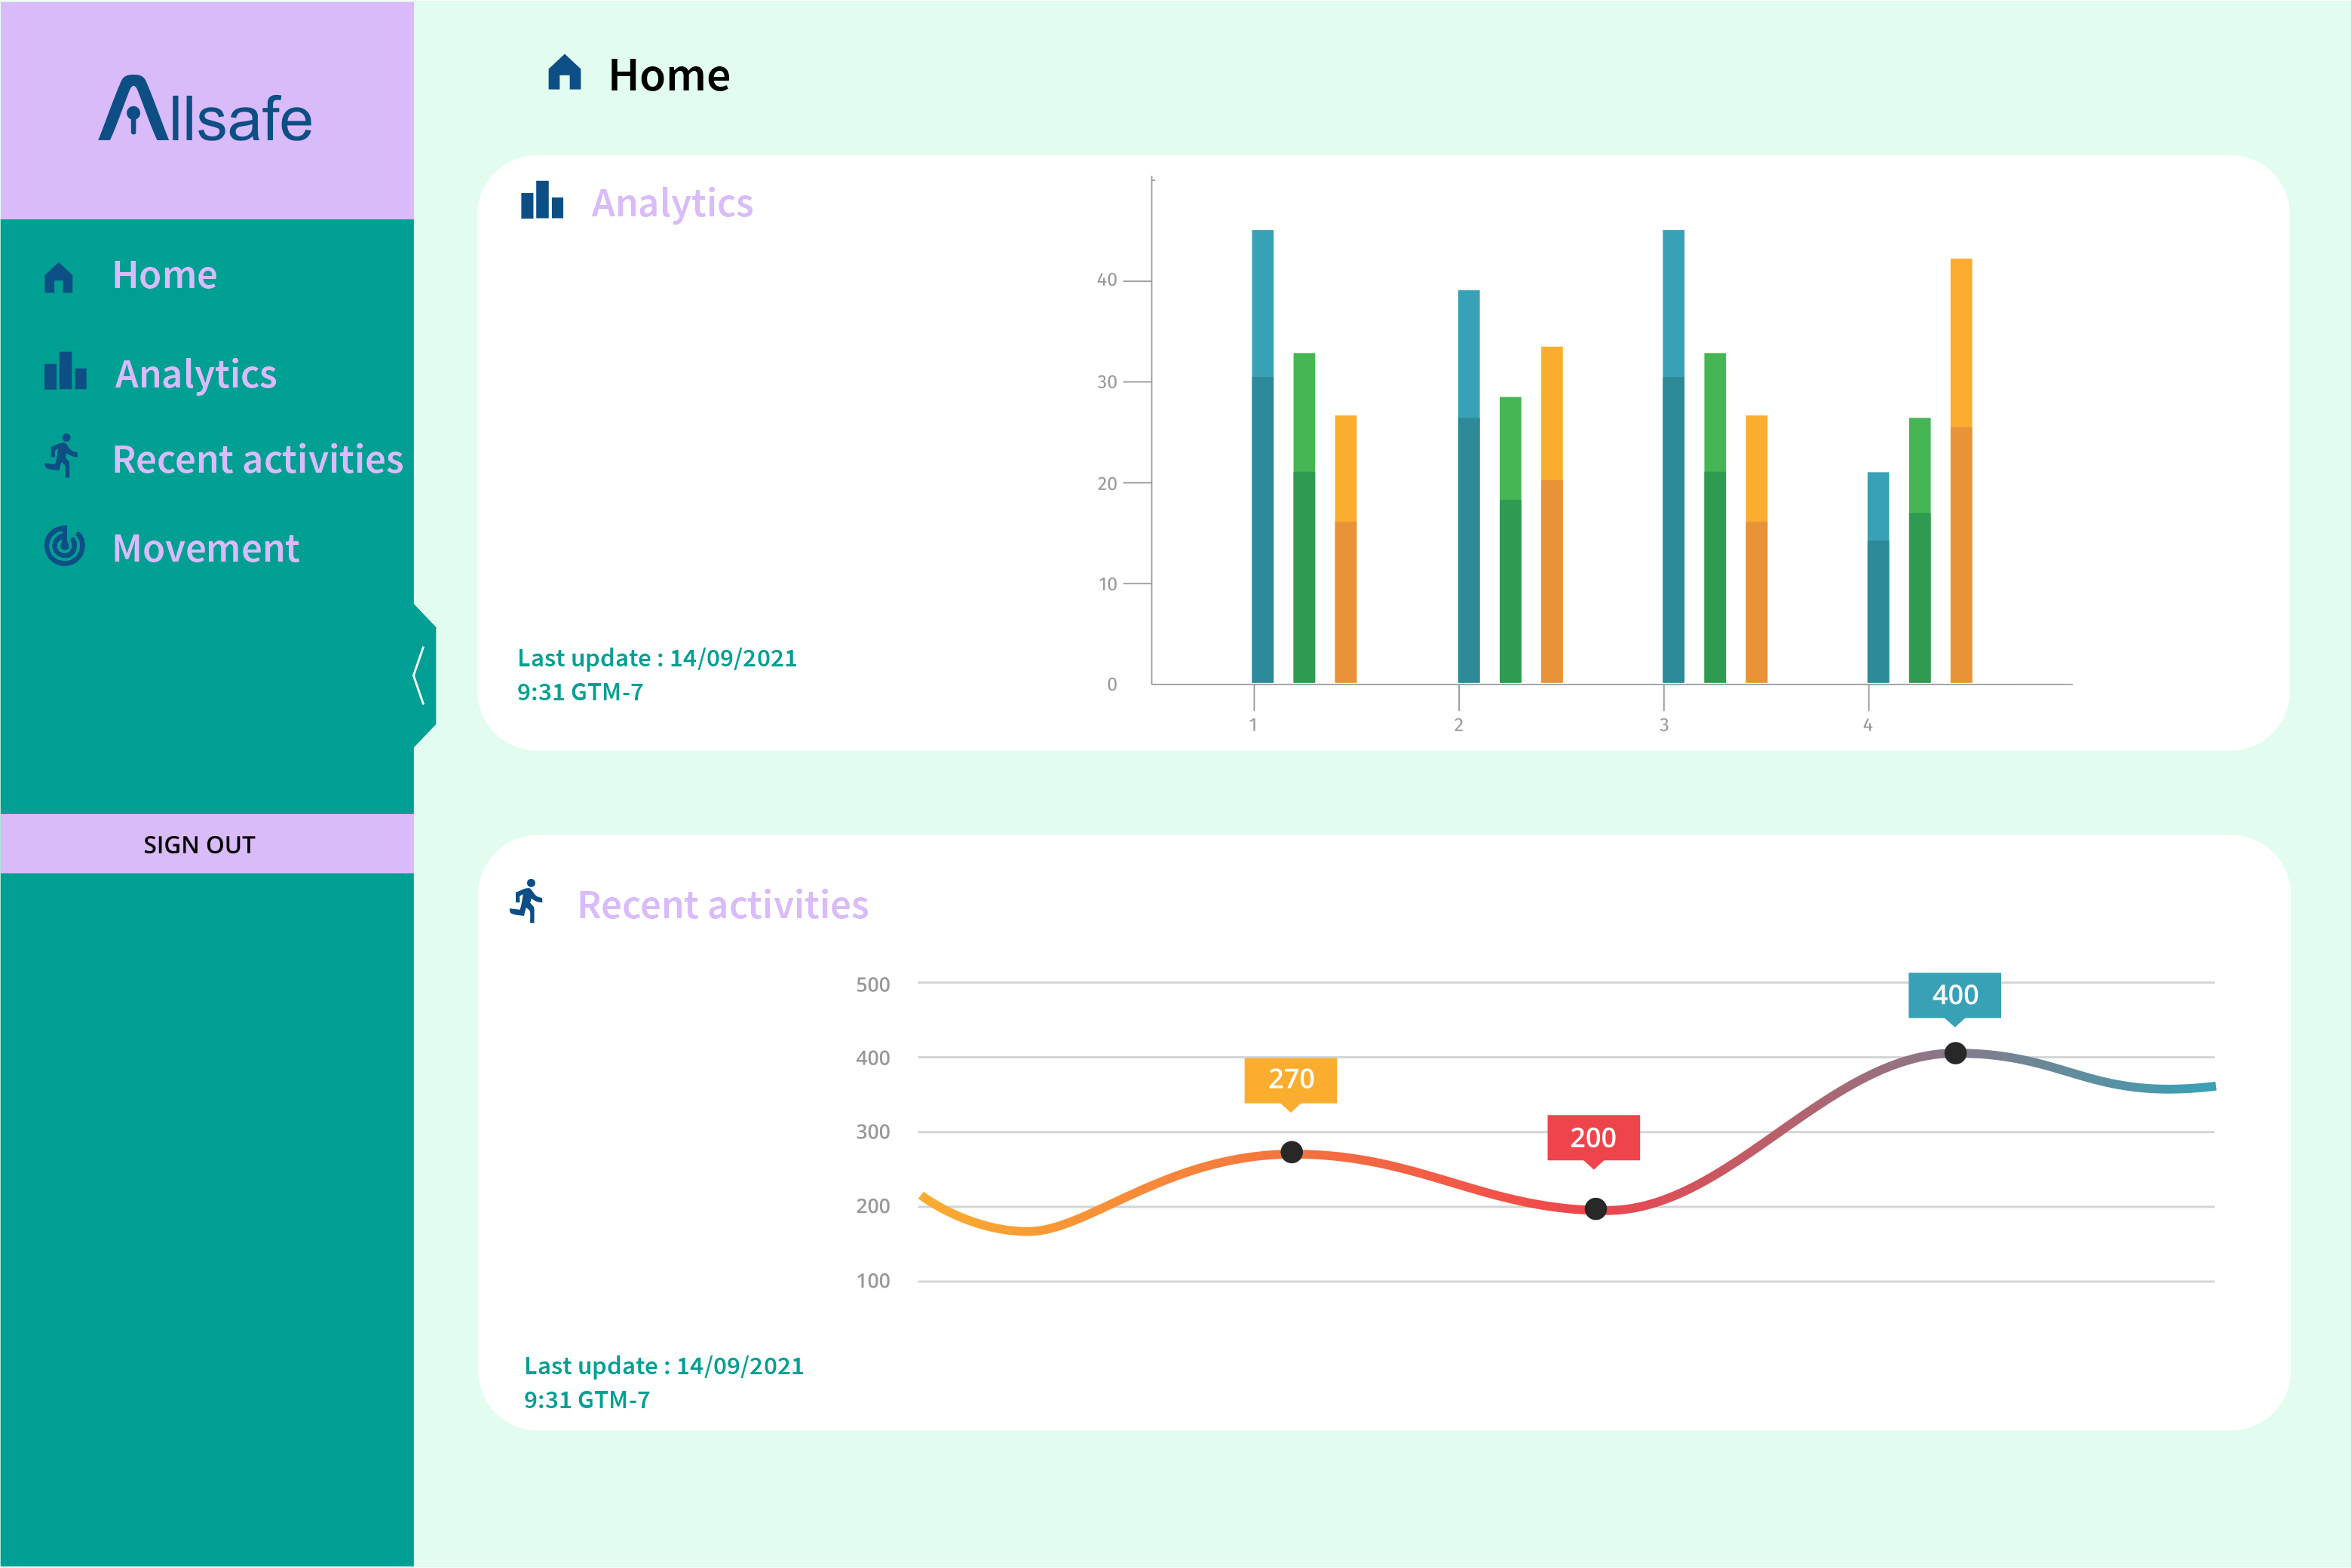 Allsafe
Home
Analytics
Recent activities
Movement
SIGN OUT
Home
Analytics
40
30
20
10
0
1 2 3 4
Last update : 14/09/2021
9:31 GTM-7
Recent activities
500
400
300
200
100
270
200
400
Last update : 14/09/2021
9:31 GTM-7